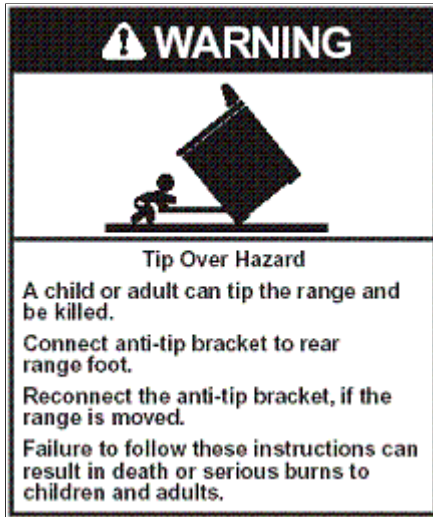 WARNING
Tip Over Hazard
A child or adult can tip the range and
be killed.
Connect anti-tip bracket to rear
range foot.
Reconnect the anti-tip bracket, if the
range is moved.
Failure to follow these instructions can
result in death or serious burns to
children and adults.